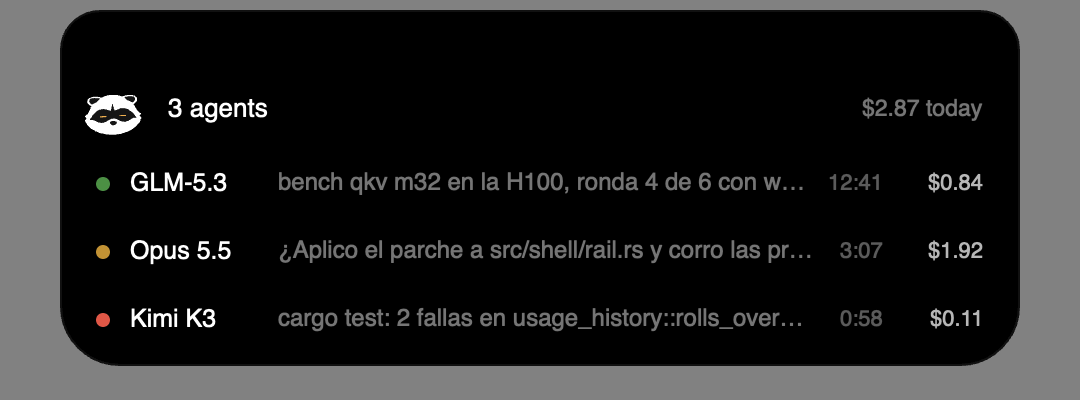 3 agents $2.87 today
GLM-5.3 bench qkv m32 en la H100, ronda 4 de 6 con w… 12:41 $0.84
Opus 5.5 ¿Aplico el parche a src/shell/rail.rs y corro las pr… 3:07 $1.92
Kimi K3 cargo test: 2 fallas en usage_history::rolls_over… 0:58 $0.11